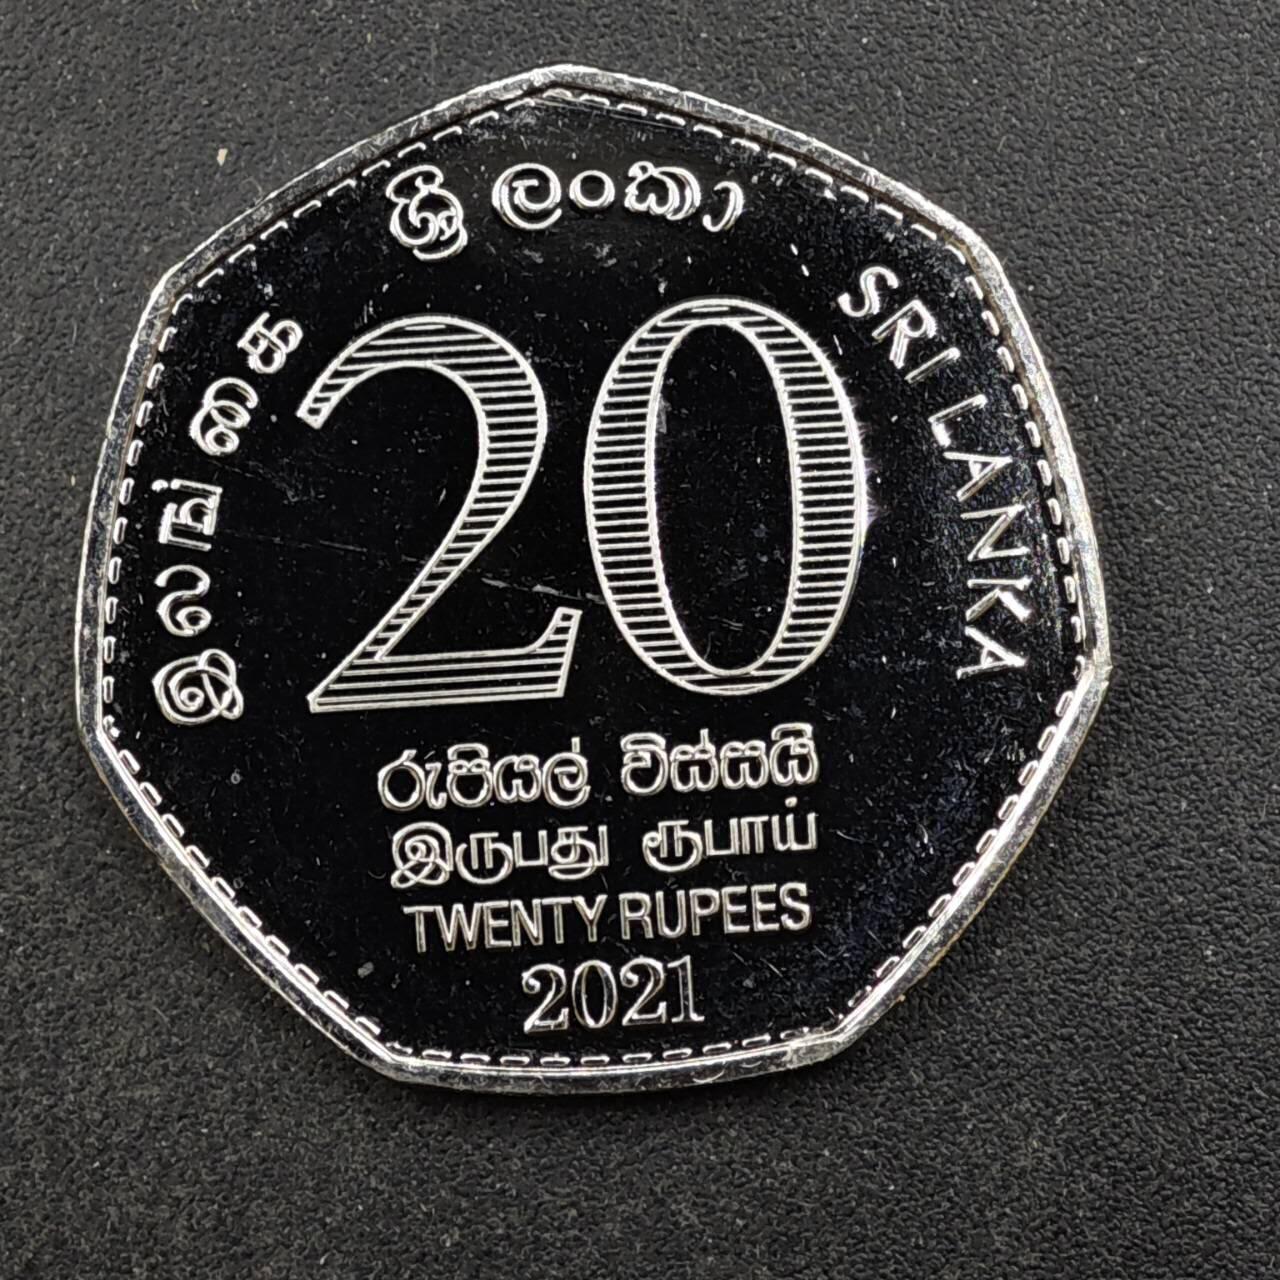 ශ්‍රී ලංකා
இலங்கை
SRI LANKA
20
රුපියල් විස්සයි
இருபது ரூபாய்
TWENTY RUPEES
2021